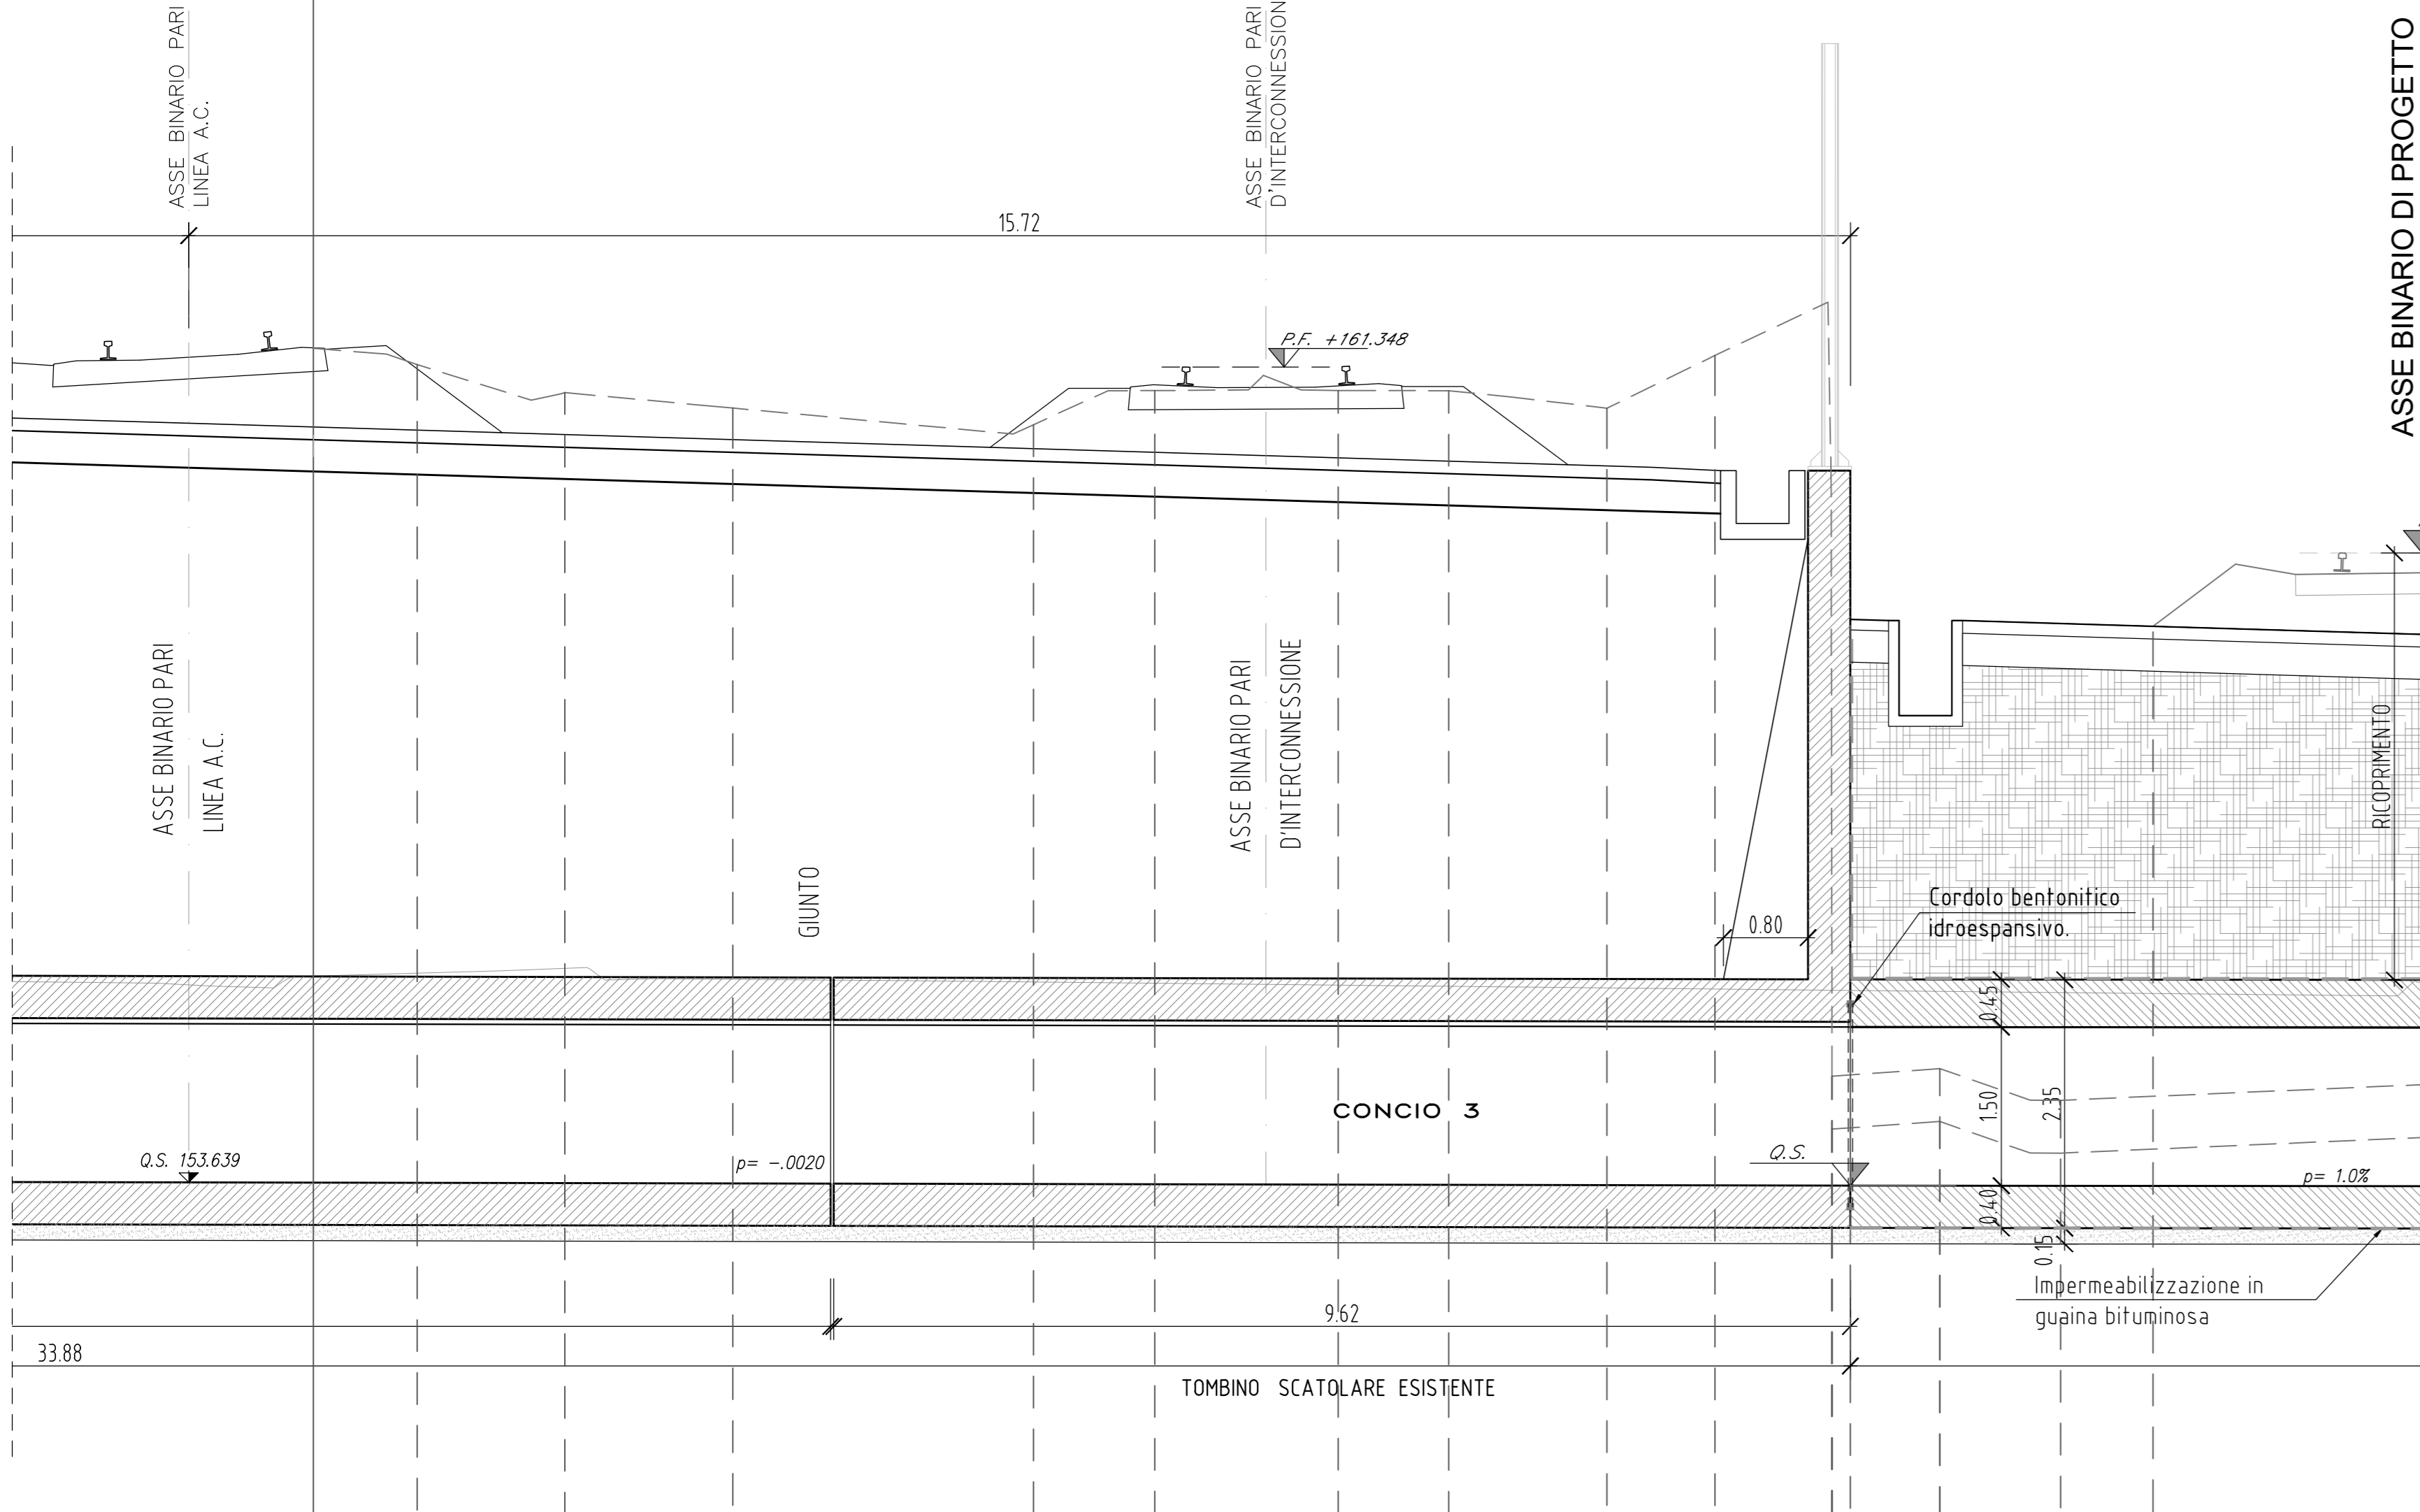 ASSE BINARIO PARI
LINEA A.C.
ASSE BINARIO PARI
D'INTERCONNESSION
ASSE BINARIO DI PROGETTO
15.72
P.F. +161.348
ASSE BINARIO PARI
LINEA A.C.
GIUNTO
ASSE BINARIO PARI
D'INTERCONNESSIONE
RICOPRIMENTO
0.80
Cordolo bentonitico
idroespansivo.
0.45
1.50
2.35
0.40
0.15
CONCIO 3
Q.S. 153.639
p= -.0020
Q.S.
p= 1.0%
Impermeabilizzazione in
guaina bituminosa
9.62
33.88
TOMBINO SCATOLARE ESISTENTE